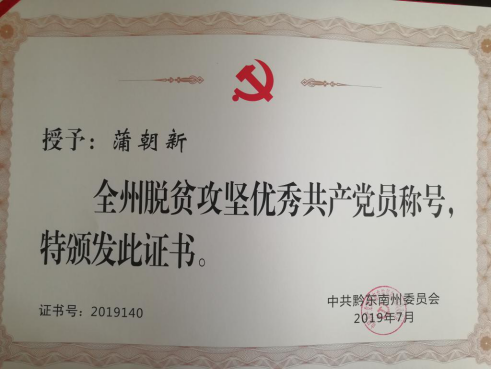 授予：蒲朝新
全州脱贫攻坚优秀共产党员称号，
特颁发此证书。
证书号：2019140
中共黔东南州委员会
2019年7月